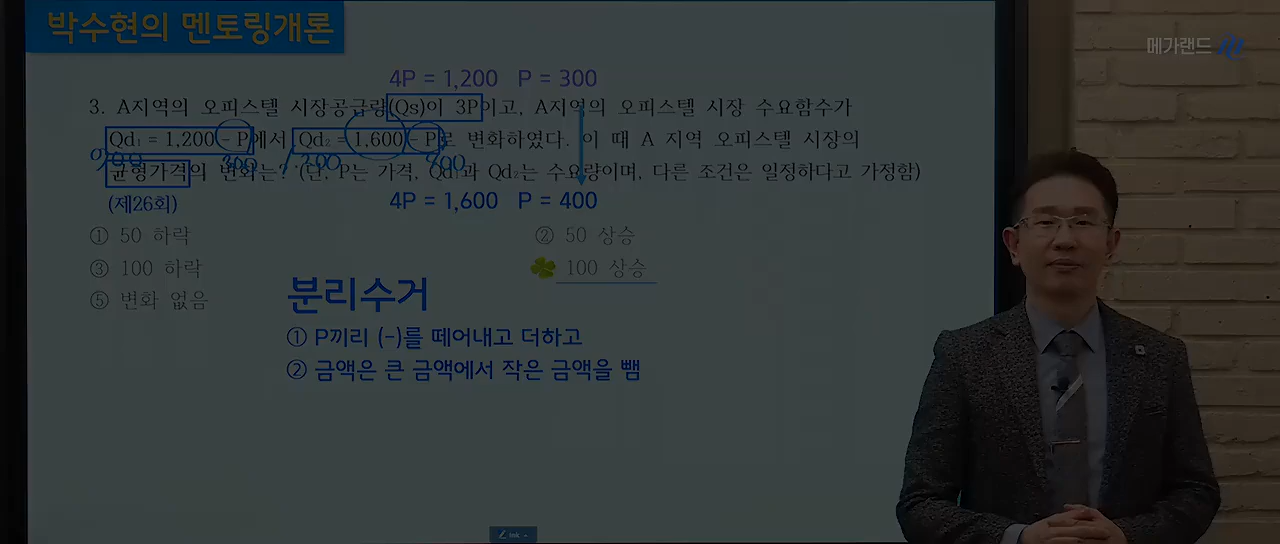 박수현의 멘토링개론
메가랜드
4P = 1,200 P = 300
3. A지역의 오피스텔 시장공급량(Qs)이 3P이고, A지역의 오피스텔 시장 수요함수가
Qd₁ = 1,200 - P에서 Qd₂ = 1,600 - P로 변화하였다. 이 때 A 지역 오피스텔 시장의
900 300 1200 400
균형가격의 변화는? (단, P는 가격, Qd₁과 Qd₂는 수요량이며, 다른 조건은 일정하다고 가정함)
(제26회)
4P = 1,600 P = 400
① 50 하락
② 50 상승
③ 100 하락
100 상승
⑤ 변화 없음
분리수거
① P끼리 (-)를 떼어내고 더하고
② 금액은 큰 금액에서 작은 금액을 뺌
Ink